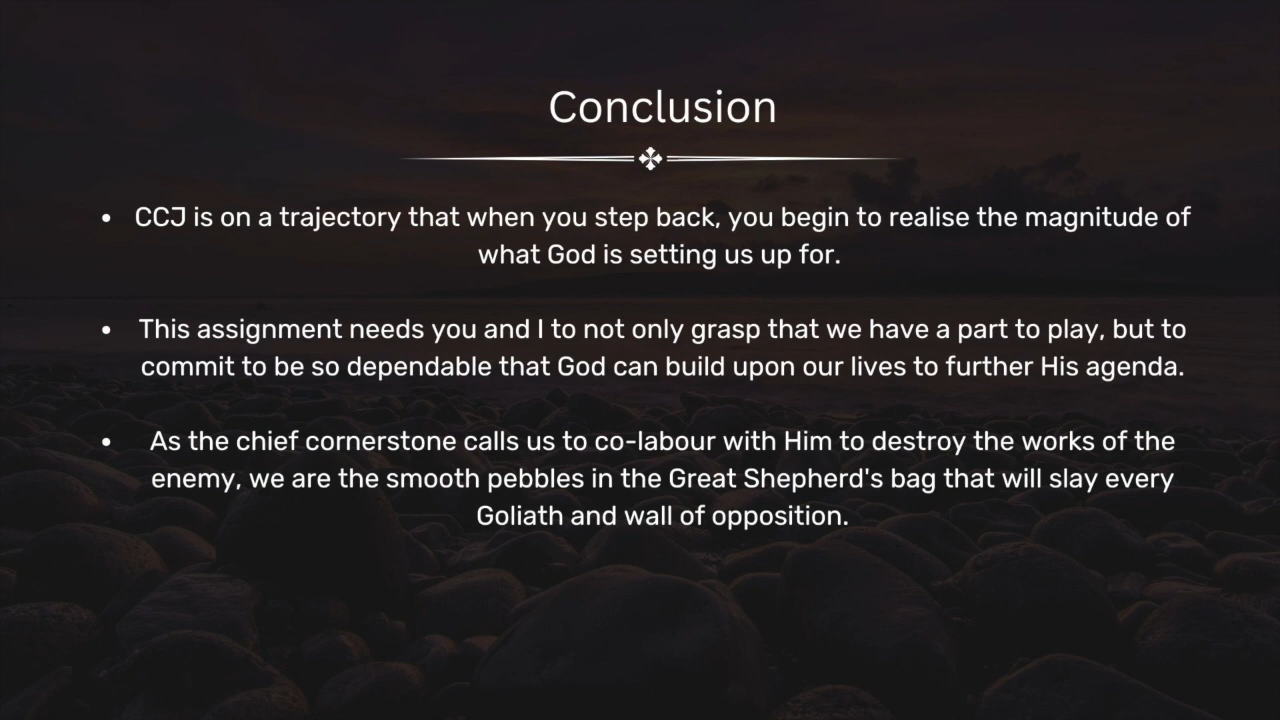 Conclusion
• CCJ is on a trajectory that when you step back, you begin to realise the magnitude of
what God is setting us up for.
• This assignment needs you and I to not only grasp that we have a part to play, but to
commit to be so dependable that God can build upon our lives to further His agenda.
• As the chief cornerstone calls us to co-labour with Him to destroy the works of the
enemy, we are the smooth pebbles in the Great Shepherd's bag that will slay every
Goliath and wall of opposition.